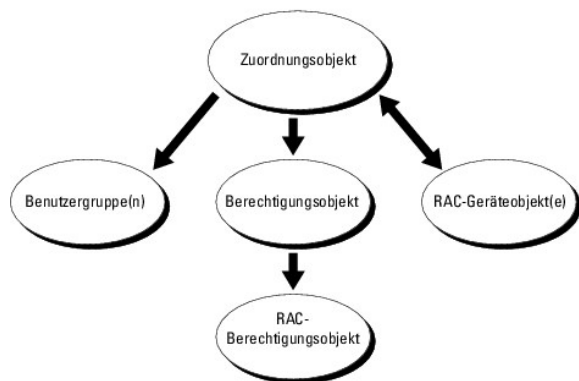 Zuordnungsobjekt
Benutzergruppe(n)
Berechtigungsobjekt
RAC-Geräteobjekt(e)
RAC-
Berechtigungsobjekt